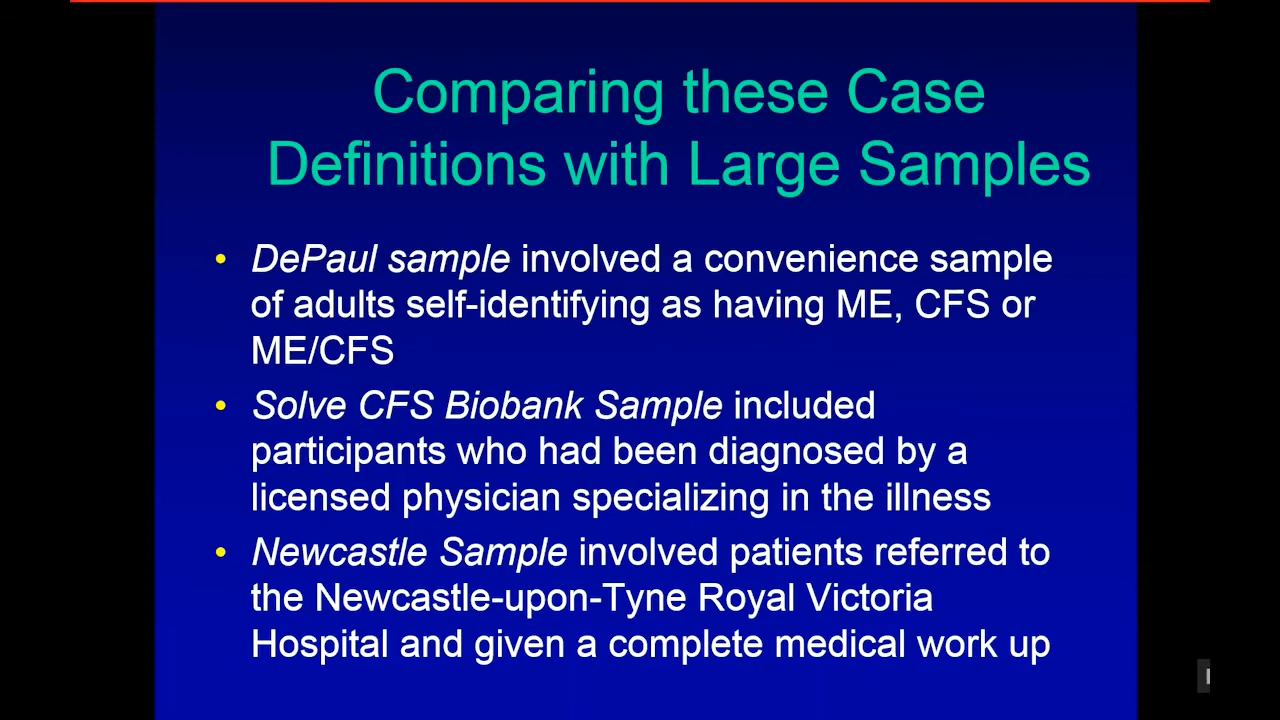 Comparing these Case
Definitions with Large Samples
• DePaul sample involved a convenience sample
of adults self-identifying as having ME, CFS or
ME/CFS
• Solve CFS Biobank Sample included
participants who had been diagnosed by a
licensed physician specializing in the illness
• Newcastle Sample involved patients referred to
the Newcastle-upon-Tyne Royal Victoria
Hospital and given a complete medical work up